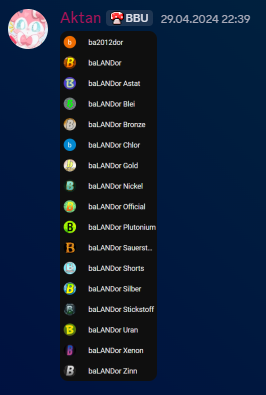 Aktan BBU 29.04.2024 22:39
b ba2012dor
B baLANDor
B baLANDor Astat
B baLANDor Blei
B baLANDor Bronze
b baLANDor Chlor
baLANDor Gold
B baLANDor Nickel
baLANDor Official
B baLANDor Plutonium
B baLANDor Sauerst...
baLANDor Shorts
B baLANDor Silber
baLANDor Stickstoff
B baLANDor Uran
B baLANDor Xenon
B baLANDor Zinn